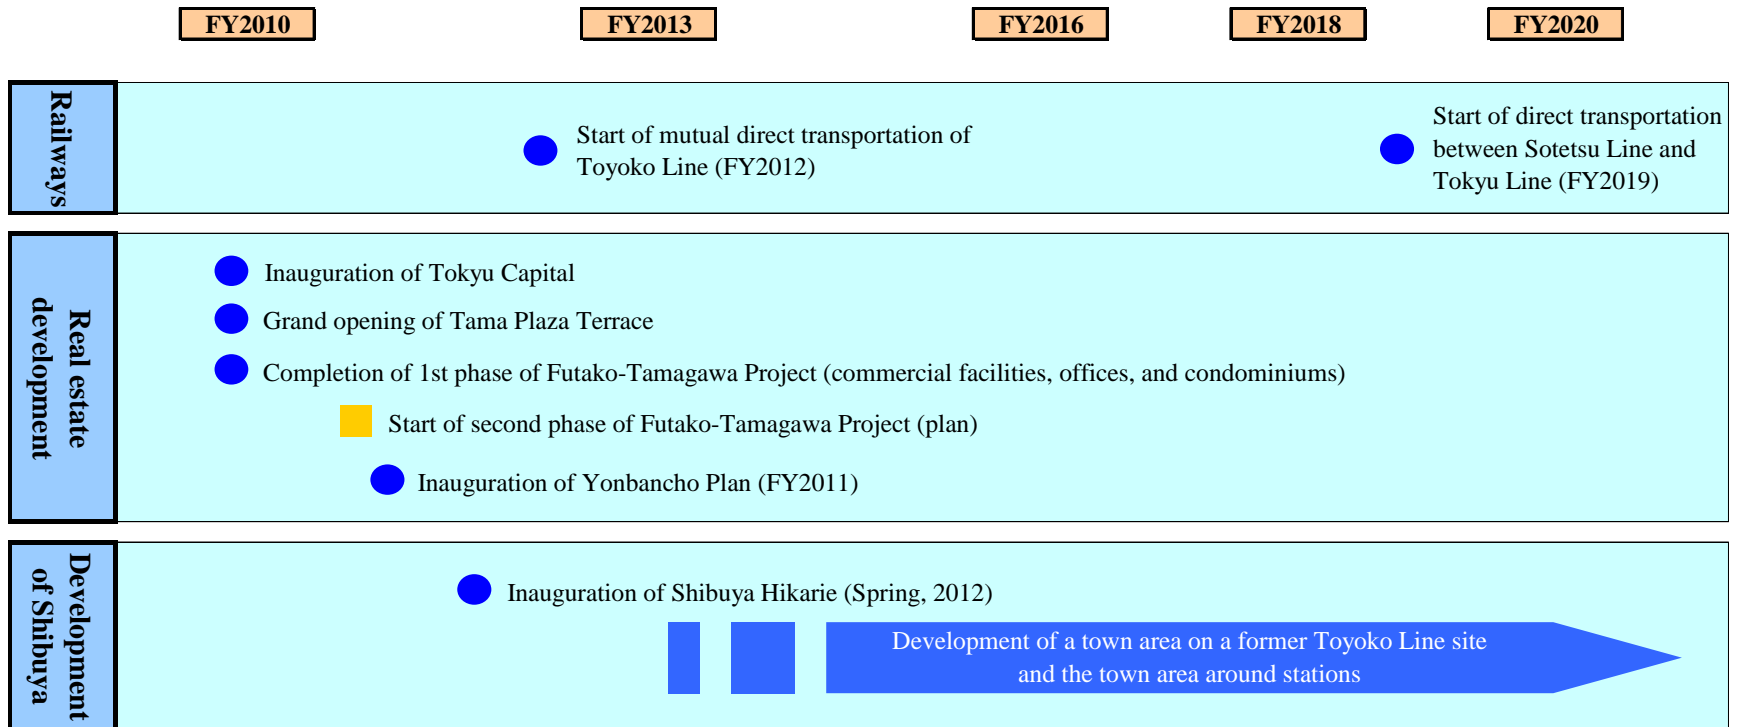 FY2010 FY2013 FY2016 FY2018 FY2020
Railways
Start of mutual direct transportation of
Toyoko Line (FY2012)
Start of direct transportation
between Sotetsu Line and
Tokyu Line (FY2019)
Real estate
development
Inauguration of Tokyu Capital
Grand opening of Tama Plaza Terrace
Completion of 1st phase of Futako-Tamagawa Project (commercial facilities, offices, and condominiums)
Start of second phase of Futako-Tamagawa Project (plan)
Inauguration of Yonbancho Plan (FY2011)
Development
of Shibuya
Inauguration of Shibuya Hikarie (Spring, 2012)
Development of a town area on a former Toyoko Line site
and the town area around stations